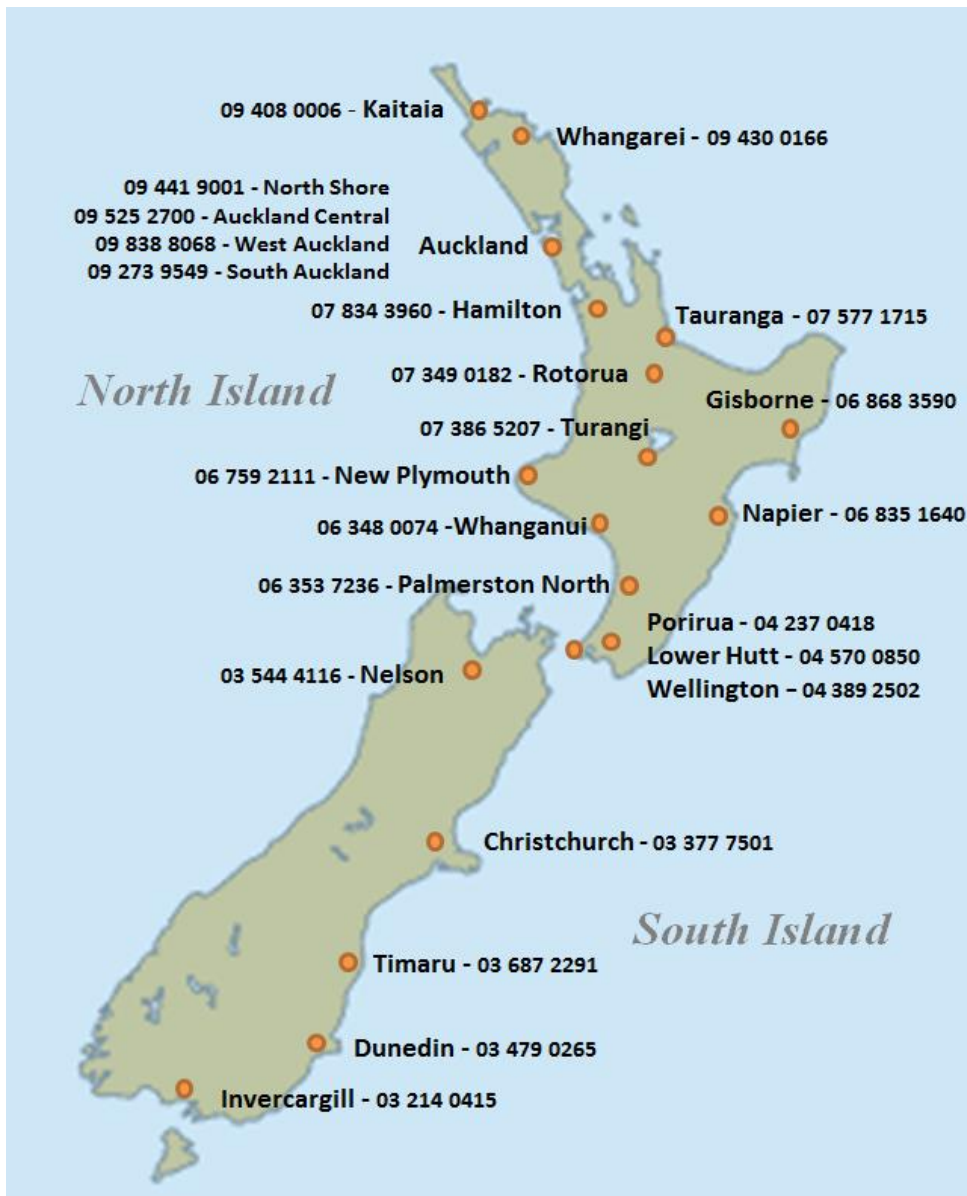 09 408 0006 - Kaitaia
Whangarei - 09 430 0166
09 441 9001 - North Shore
09 525 2700 - Auckland Central
09 838 8068 - West Auckland
09 273 9549 - South Auckland
Auckland
07 834 3960 - Hamilton
Tauranga - 07 577 1715
North Island
07 349 0182 - Rotorua
Gisborne - 06 868 3590
07 386 5207 - Turangi
06 759 2111 - New Plymouth
Napier - 06 835 1640
06 348 0074 -Whanganui
06 353 7236 - Palmerston North
Porirua - 04 237 0418
Lower Hutt - 04 570 0850
Wellington – 04 389 2502
03 544 4116 - Nelson
Christchurch - 03 377 7501
South Island
Timaru - 03 687 2291
Dunedin - 03 479 0265
Invercargill - 03 214 0415